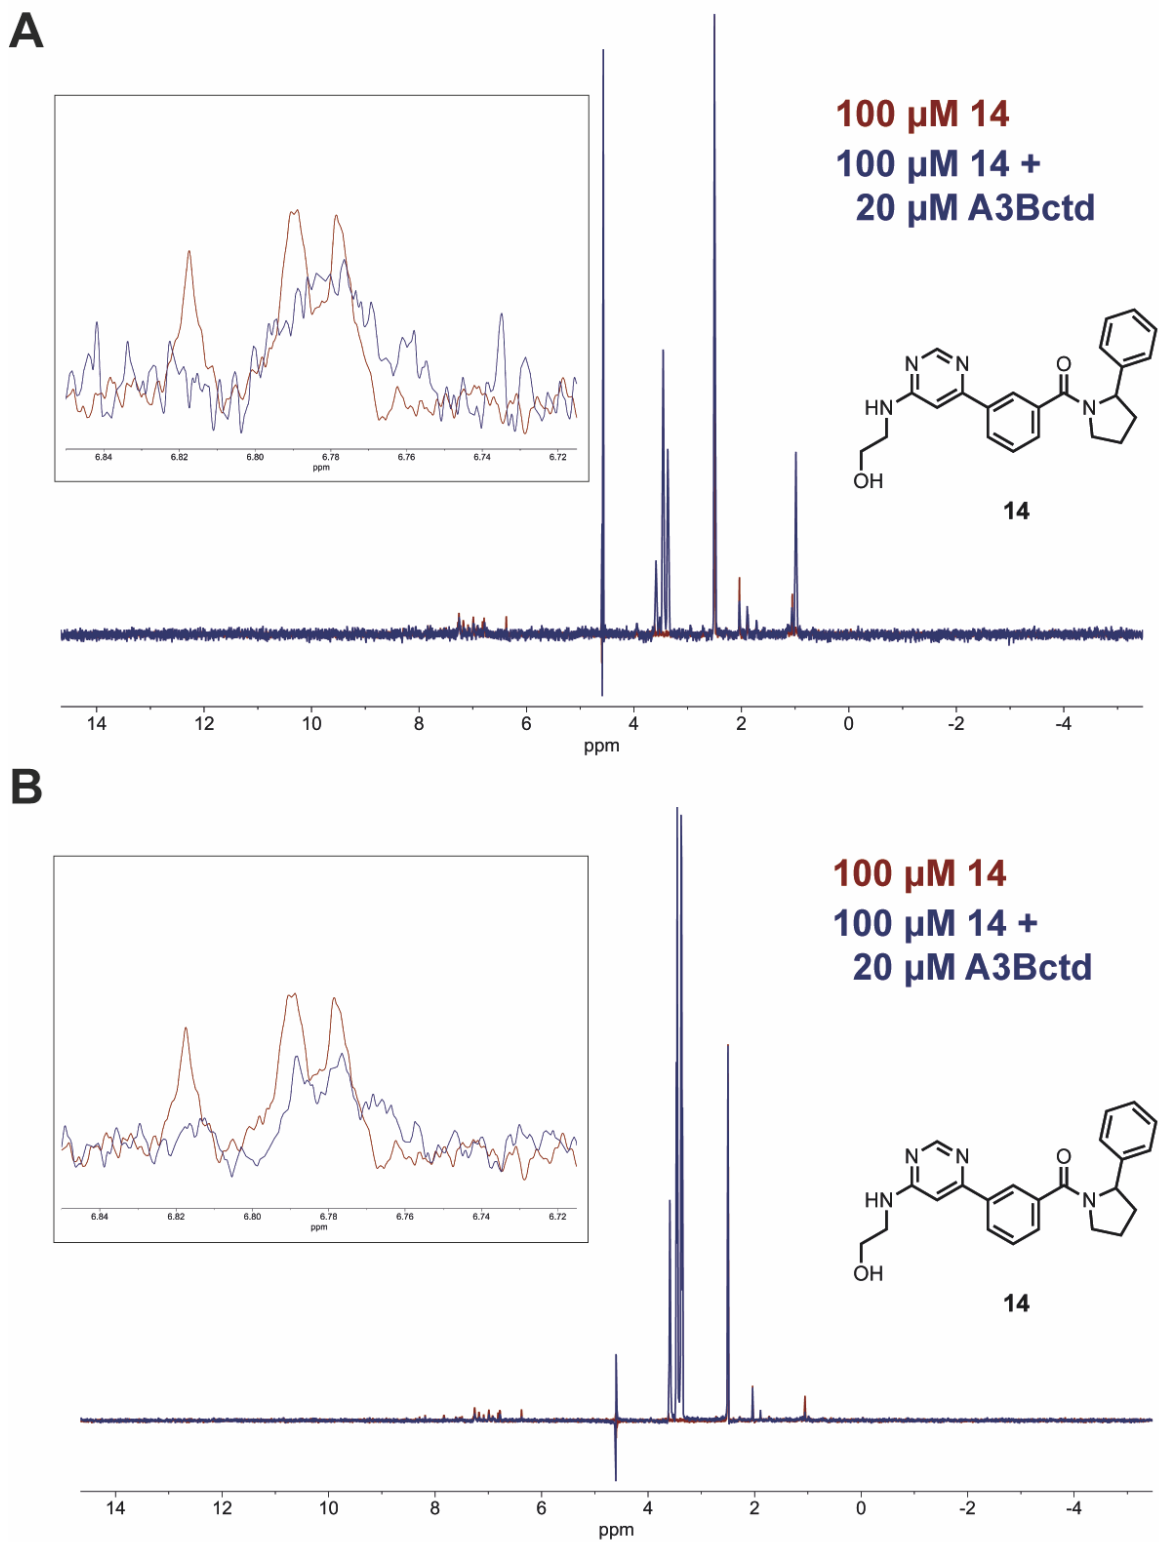 A
100 µM 14
100 µM 14 +
20 µM A3Bctd
6.84 6.82 6.80 6.78 6.76 6.74 6.72
ppm
N N O
HN N
OH
14
14 12 10 8 6 4 2 0 -2 -4
ppm
B
100 µM 14
100 µM 14 +
20 µM A3Bctd
6.84 6.82 6.80 6.78 6.76 6.74 6.72
ppm
N N O
HN N
OH
14
14 12 10 8 6 4 2 0 -2 -4
ppm